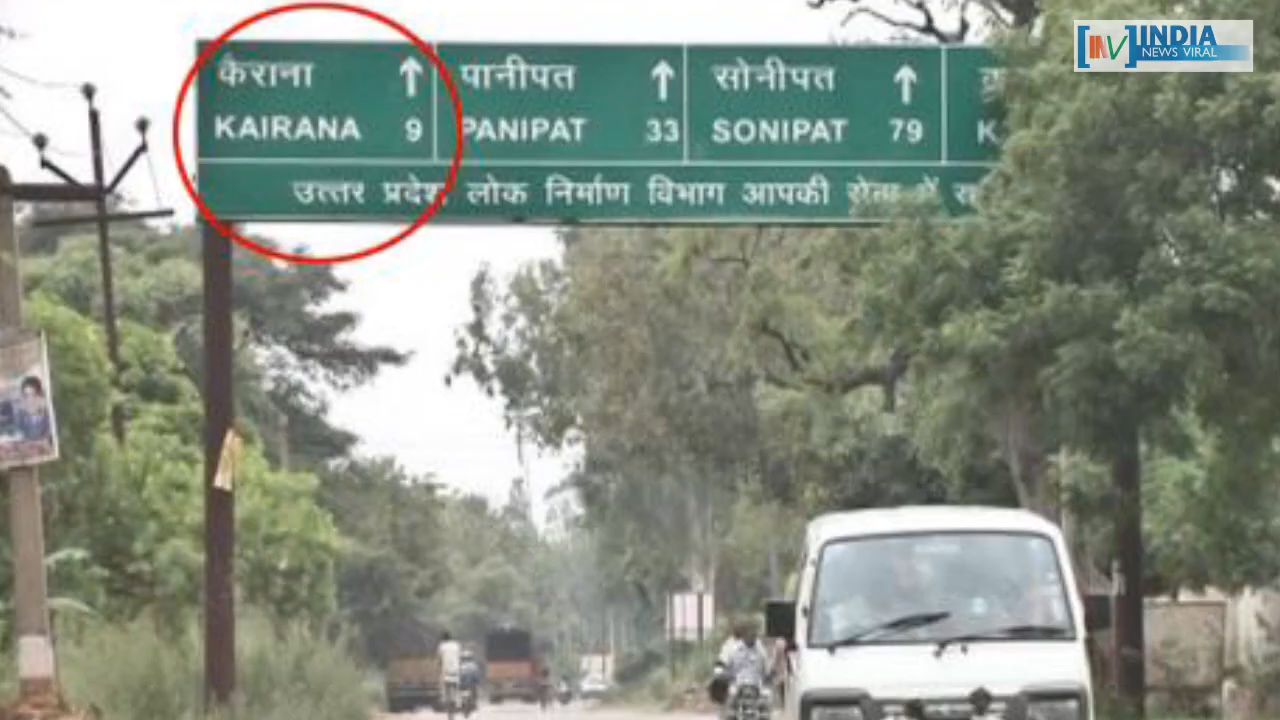 कैराना ↑
KAIRANA 9
पानीपत ↑
PANIPAT 33
सोनीपत ↑
SONIPAT 79
उत्तर प्रदेश लोक निर्माण विभाग आपकी सेवा में
INDIA
NEWS VIRAL